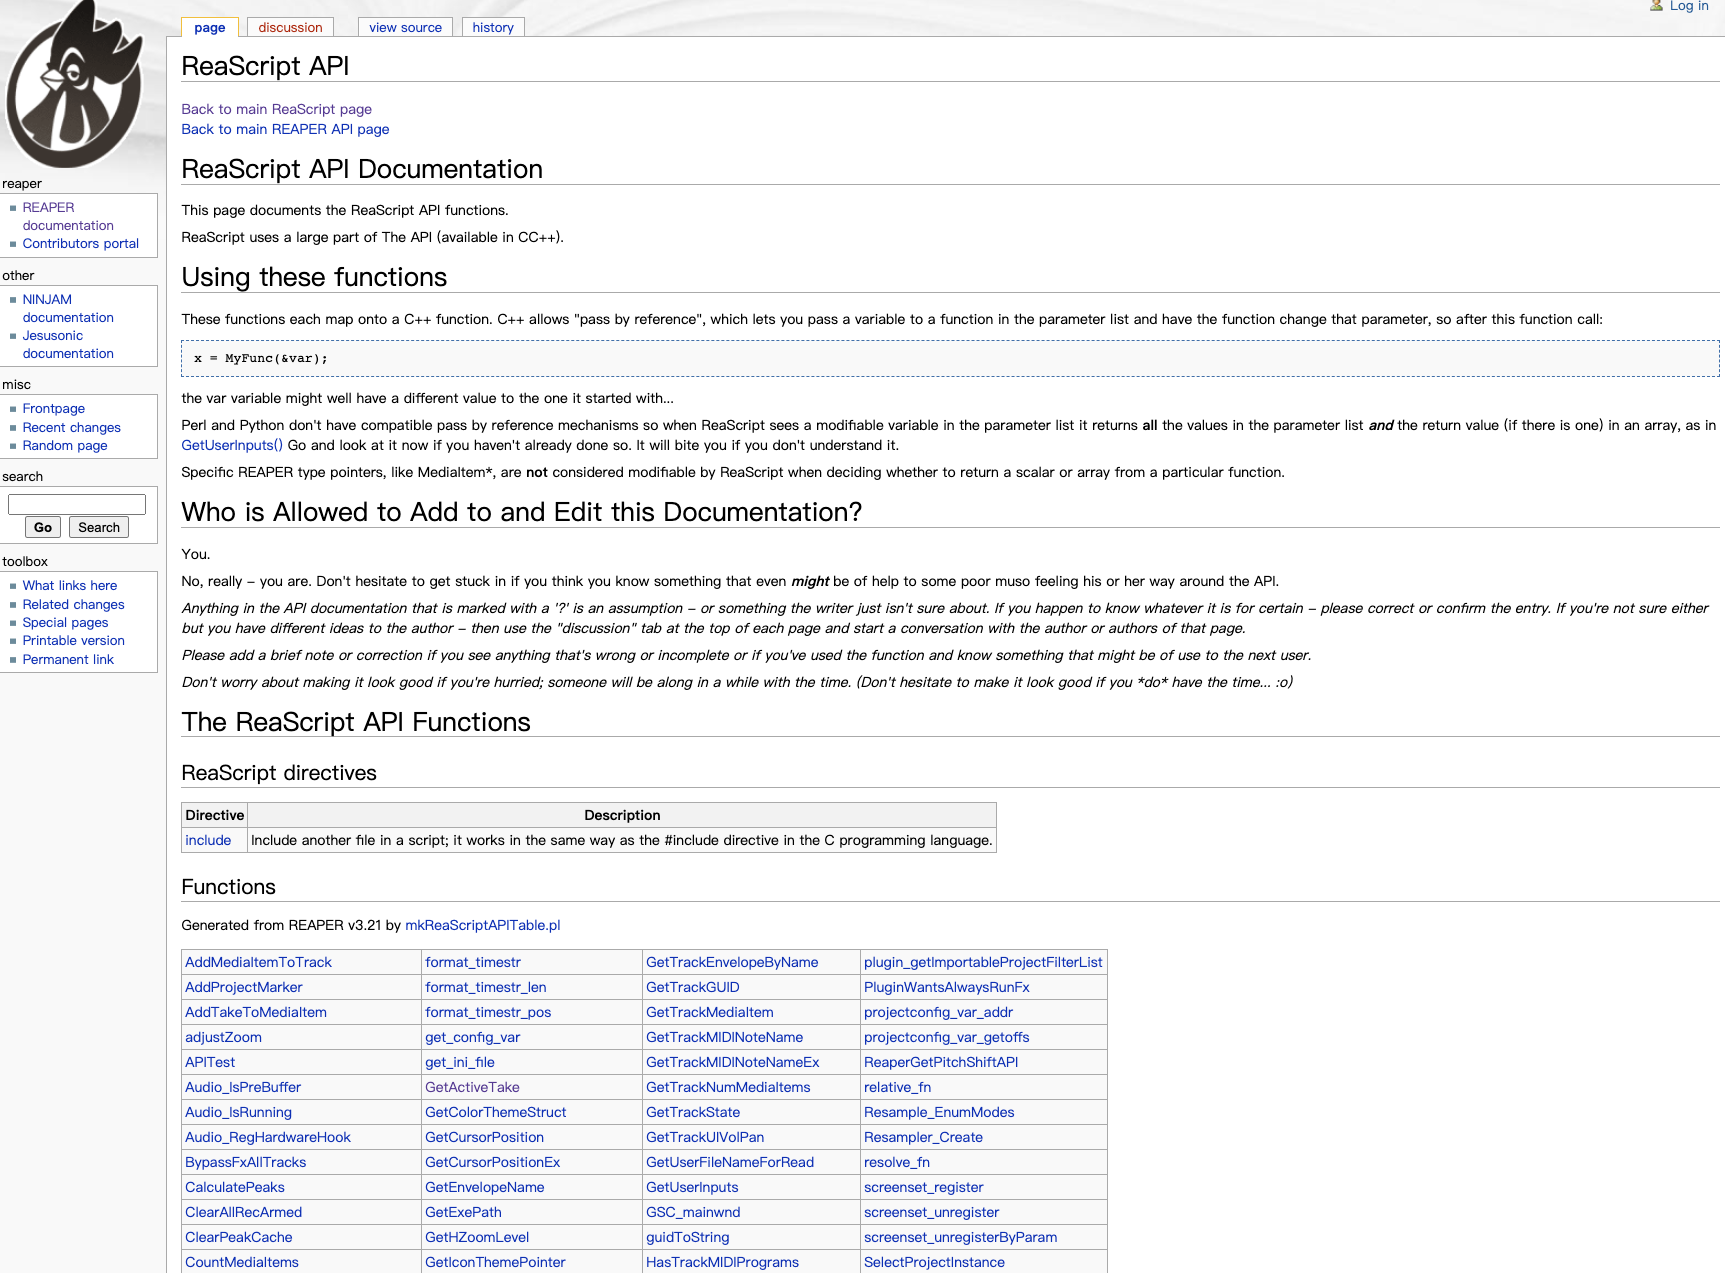 Log in
page
discussion
view source
history
ReaScript API
Back to main ReaScript page
Back to main REAPER API page
ReaScript API Documentation
This page documents the ReaScript API functions.
ReaScript uses a large part of The API (available in CC++).
Using these functions
These functions each map onto a C++ function. C++ allows "pass by reference", which lets you pass a variable to a function in the parameter list and have the function change that parameter, so after this function call:
x = MyFunc(&var);
the var variable might well have a different value to the one it started with...
Perl and Python don't have compatible pass by reference mechanisms so when ReaScript sees a modifiable variable in the parameter list it returns all the values in the parameter list and the return value (if there is one) in an array, as in
GetUserInputs() Go and look at it now if you haven't already done so. It will bite you if you don't understand it.
Specific REAPER type pointers, like MediaItem*, are not considered modifiable by ReaScript when deciding whether to return a scalar or array from a particular function.
Who is Allowed to Add to and Edit this Documentation?
You.
No, really – you are. Don't hesitate to get stuck in if you think you know something that even might be of help to some poor muso feeling his or her way around the API.
Anything in the API documentation that is marked with a '?' is an assumption – or something the writer just isn't sure about. If you happen to know whatever it is for certain – please correct or confirm the entry. If you're not sure either
but you have different ideas to the author – then use the "discussion" tab at the top of each page and start a conversation with the author or authors of that page.
Please add a brief note or correction if you see anything that's wrong or incomplete or if you've used the function and know something that might be of use to the next user.
Don't worry about making it look good if you're hurried; someone will be along in a while with the time. (Don't hesitate to make it look good if you *do* have the time... :o)
The ReaScript API Functions
ReaScript directives
Directive Description
include Include another file in a script; it works in the same way as the #include directive in the C programming language.
Functions
Generated from REAPER v3.21 by mkReaScriptAPITable.pl
AddMediaItemToTrack format_timestr GetTrackEnvelopeByName plugin_getImportableProjectFilterList
AddProjectMarker format_timestr_len GetTrackGUID PluginWantsAlwaysRunFx
AddTakeToMediaItem format_timestr_pos GetTrackMediaItem projectconfig_var_addr
adjustZoom get_config_var GetTrackMIDINoteName projectconfig_var_getoffs
APITest get_ini_file GetTrackMIDINoteNameEx ReaperGetPitchShiftAPI
Audio_IsPreBuffer GetActiveTake GetTrackNumMediaItems relative_fn
Audio_IsRunning GetColorThemeStruct GetTrackState Resample_EnumModes
Audio_RegHardwareHook GetCursorPosition GetTrackUIVolPan Resampler_Create
BypassFxAllTracks GetCursorPositionEx GetUserFileNameForRead resolve_fn
CalculatePeaks GetEnvelopeName GetUserInputs screenset_register
ClearAllRecArmed GetExePath GSC_mainwnd screenset_unregister
ClearPeakCache GetHZoomLevel guidToString screenset_unregisterByParam
CountMediaItems GetIconThemePointer HasTrackMIDIPrograms SelectProjectInstance
reaper
REAPER
documentation
Contributors portal
other
NINJAM
documentation
Jesusonic
documentation
misc
Frontpage
Recent changes
Random page
search
Go Search
toolbox
What links here
Related changes
Special pages
Printable version
Permanent link